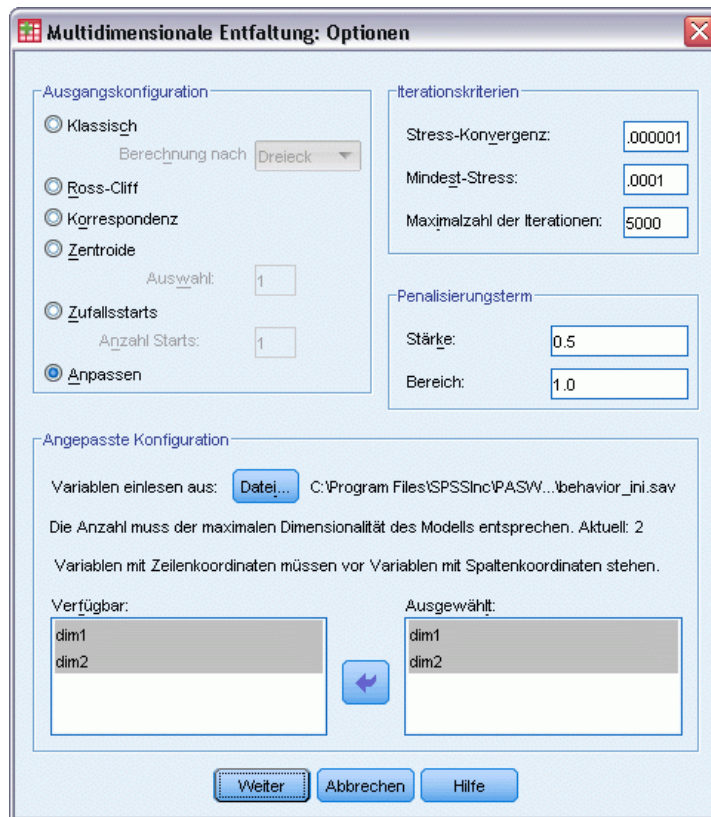 Multidimensionale Entfaltung: Optionen
Ausgangskonfiguration
Klassisch
Berechnung nach Dreieck
Ross-Cliff
Korrespondenz
Zentroide
Auswahl: 1
Zufallsstarts
Anzahl Starts: 1
Anpassen
Iterationskriterien
Stress-Konvergenz: .000001
Mindest-Stress: .0001
Maximalzahl der Iterationen: 5000
Penalisierungsterm
Stärke: 0.5
Bereich: 1.0
Angepasste Konfiguration
Variablen einlesen aus: Datei... C:\Program Files\SPSSInc\PASW...\behavior_ini.sav
Die Anzahl muss der maximalen Dimensionalität des Modells entsprechen. Aktuell: 2
Variablen mit Zeilenkoordinaten müssen vor Variablen mit Spaltenkoordinaten stehen.
Verfügbar:
dim1
dim2
Ausgewählt:
dim1
dim2
Weiter Abbrechen Hilfe